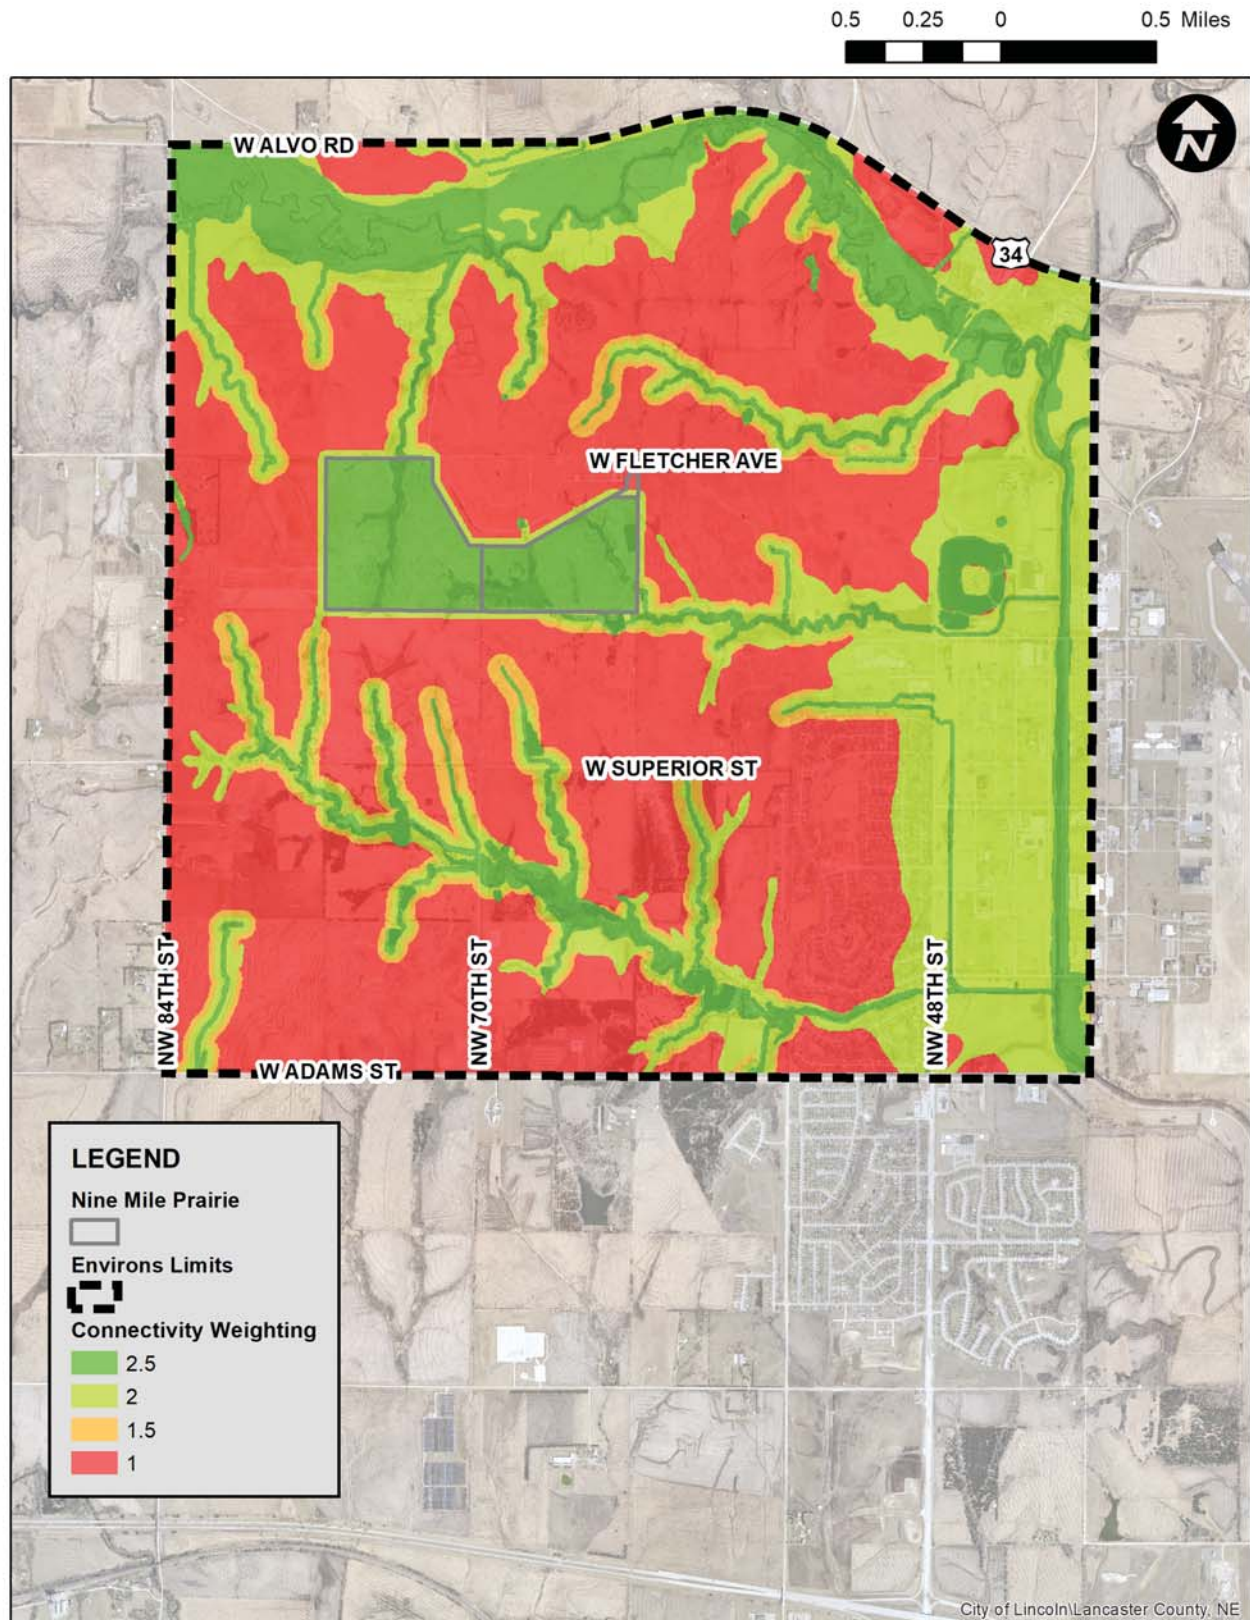 0.5 0.25 0 0.5 Miles
N
W ALVO RD
34
W FLETCHER AVE
W SUPERIOR ST
NW 84TH ST
NW 70TH ST
NW 48TH ST
W ADAMS ST
LEGEND
Nine Mile Prairie
Environs Limits
Connectivity Weighting
2.5
2
1.5
1
City of Lincoln\Lancaster County, NE